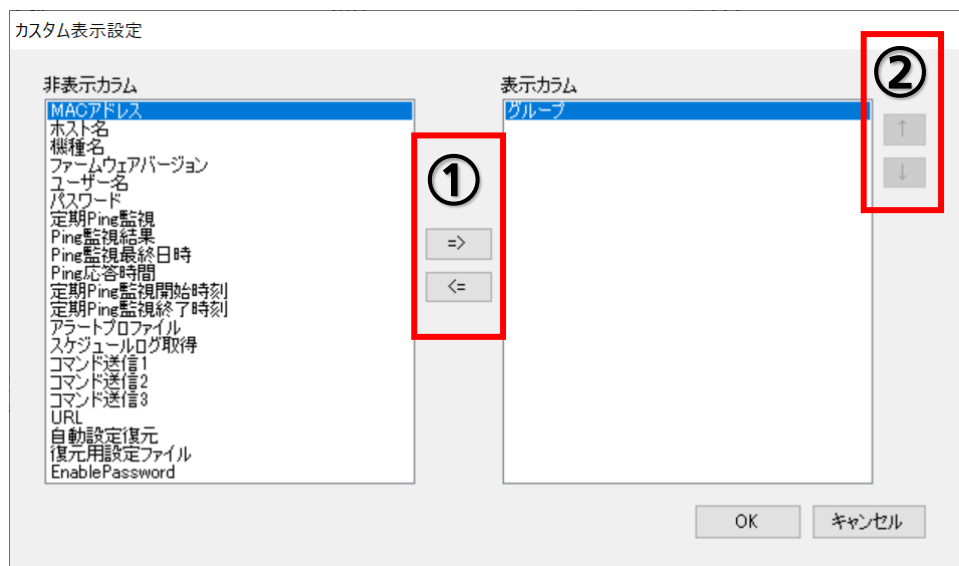 カスタム表示設定
非表示カラム
MACアドレス
ホスト名
機種名
ファームウェアバージョン
ユーザー名
パスワード
定期Ping監視
Ping監視結果
Ping監視最終日時
Ping応答時間
定期Ping監視開始時刻
定期Ping監視終了時刻
アラートプロファイル
スケジュールログ取得
コマンド送信1
コマンド送信2
コマンド送信3
URL
自動設定復元
復元用設定ファイル
EnablePassword
①
=>
<=
表示カラム
グループ
②
↑
↓
OK
キャンセル